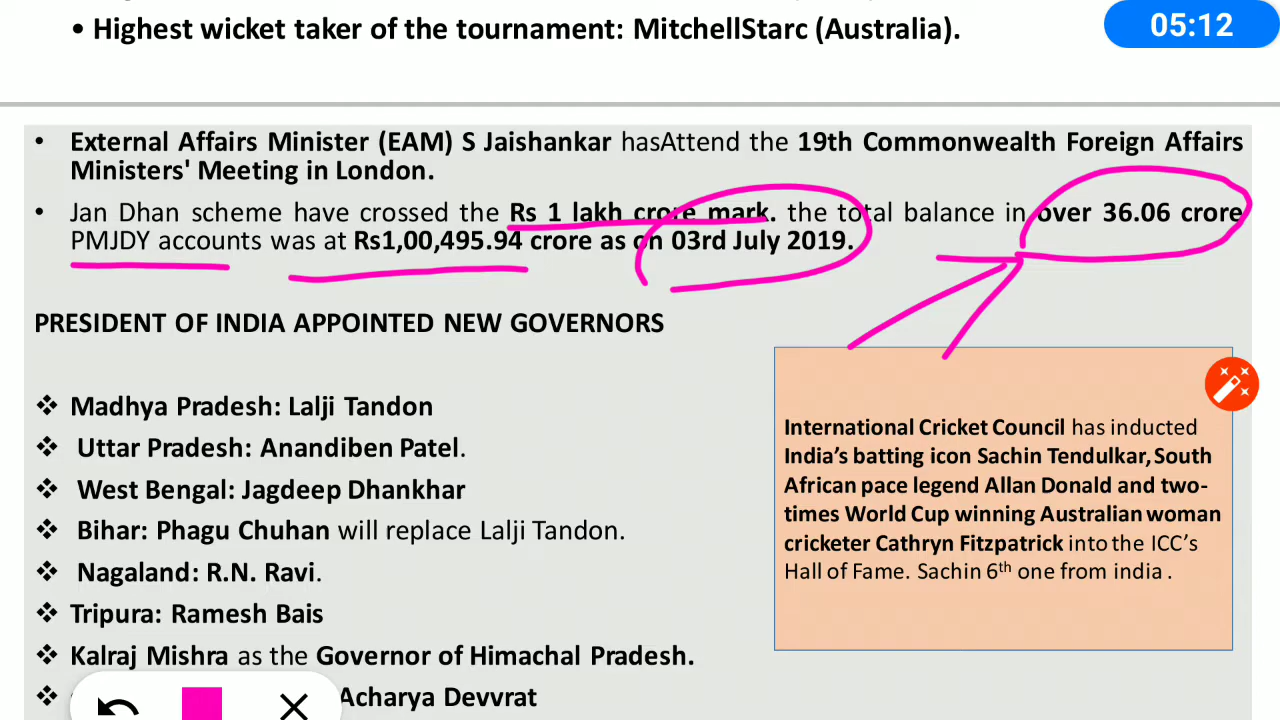 • Highest wicket taker of the tournament: MitchellStarc (Australia).
05:12
• External Affairs Minister (EAM) S Jaishankar hasAttend the 19th Commonwealth Foreign Affairs
Ministers' Meeting in London.
• Jan Dhan scheme have crossed the Rs 1 lakh crore mark. the total balance in over 36.06 crore
PMJDY accounts was at Rs1,00,495.94 crore as on 03rd July 2019.
PRESIDENT OF INDIA APPOINTED NEW GOVERNORS
❖ Madhya Pradesh: Lalji Tandon
❖ Uttar Pradesh: Anandiben Patel.
❖ West Bengal: Jagdeep Dhankhar
❖ Bihar: Phagu Chuhan will replace Lalji Tandon.
❖ Nagaland: R.N. Ravi.
❖ Tripura: Ramesh Bais
❖ Kalraj Mishra as the Governor of Himachal Pradesh.
❖ Acharya Devvrat
International Cricket Council has inducted
India’s batting icon Sachin Tendulkar, South
African pace legend Allan Donald and two-
times World Cup winning Australian woman
cricketer Cathryn Fitzpatrick into the ICC’s
Hall of Fame. Sachin 6th one from india .